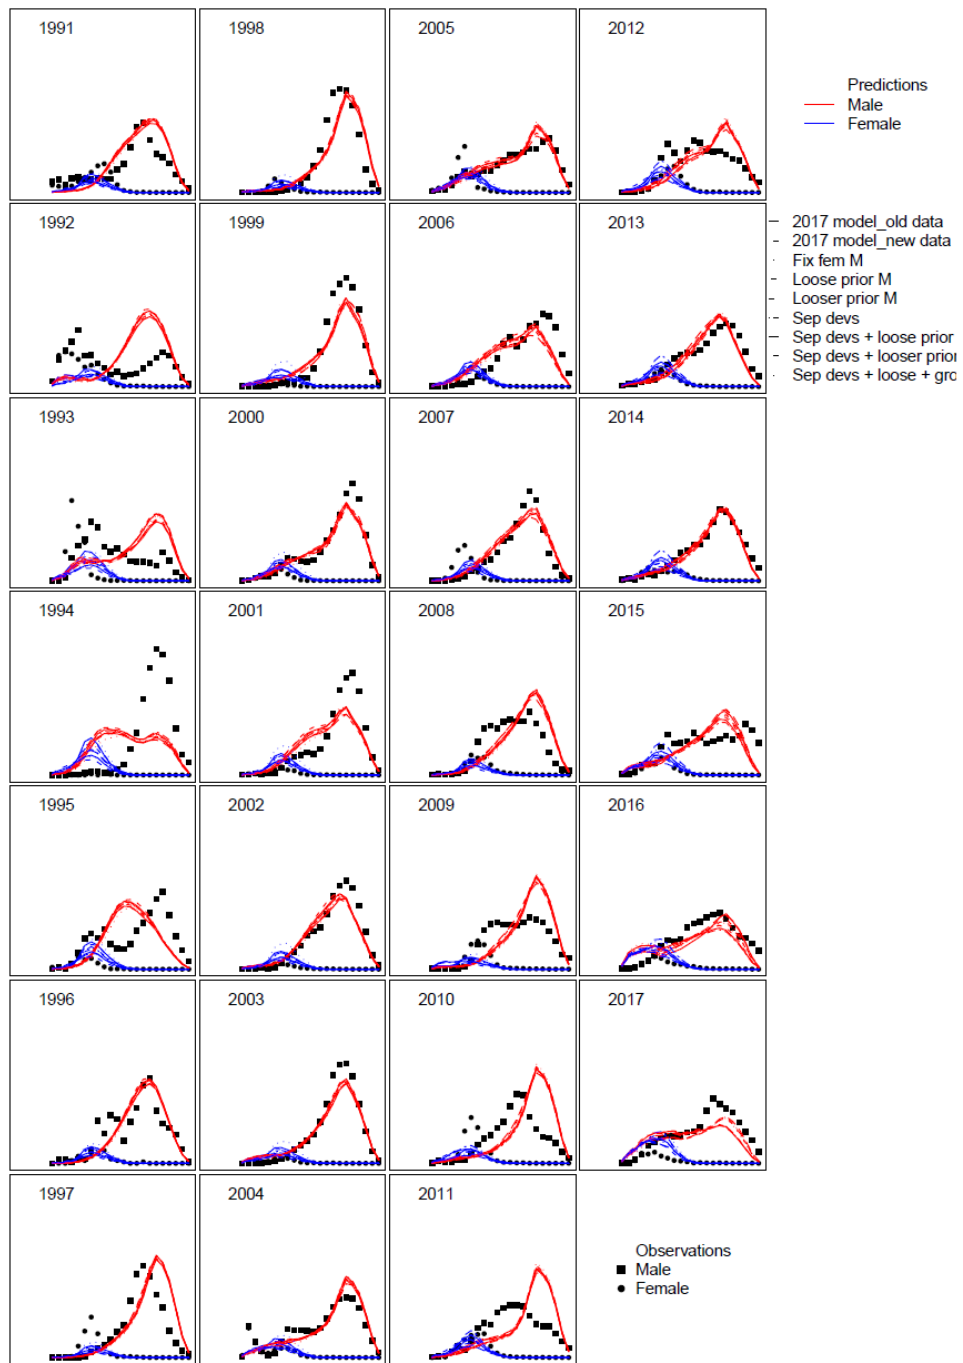 1991
1998
2005
2012
Predictions
Male
Female
1992
1999
2006
2013
2017 model_old data
2017 model_new data
Fix fem M
Loose prior M
Looser prior M
Sep devs
Sep devs + loose prior
Sep devs + looser prior
Sep devs + loose + gro
1993
2000
2007
2014
1994
2001
2008
2015
1995
2002
2009
2016
1996
2003
2010
2017
1997
2004
2011
Observations
Male
Female